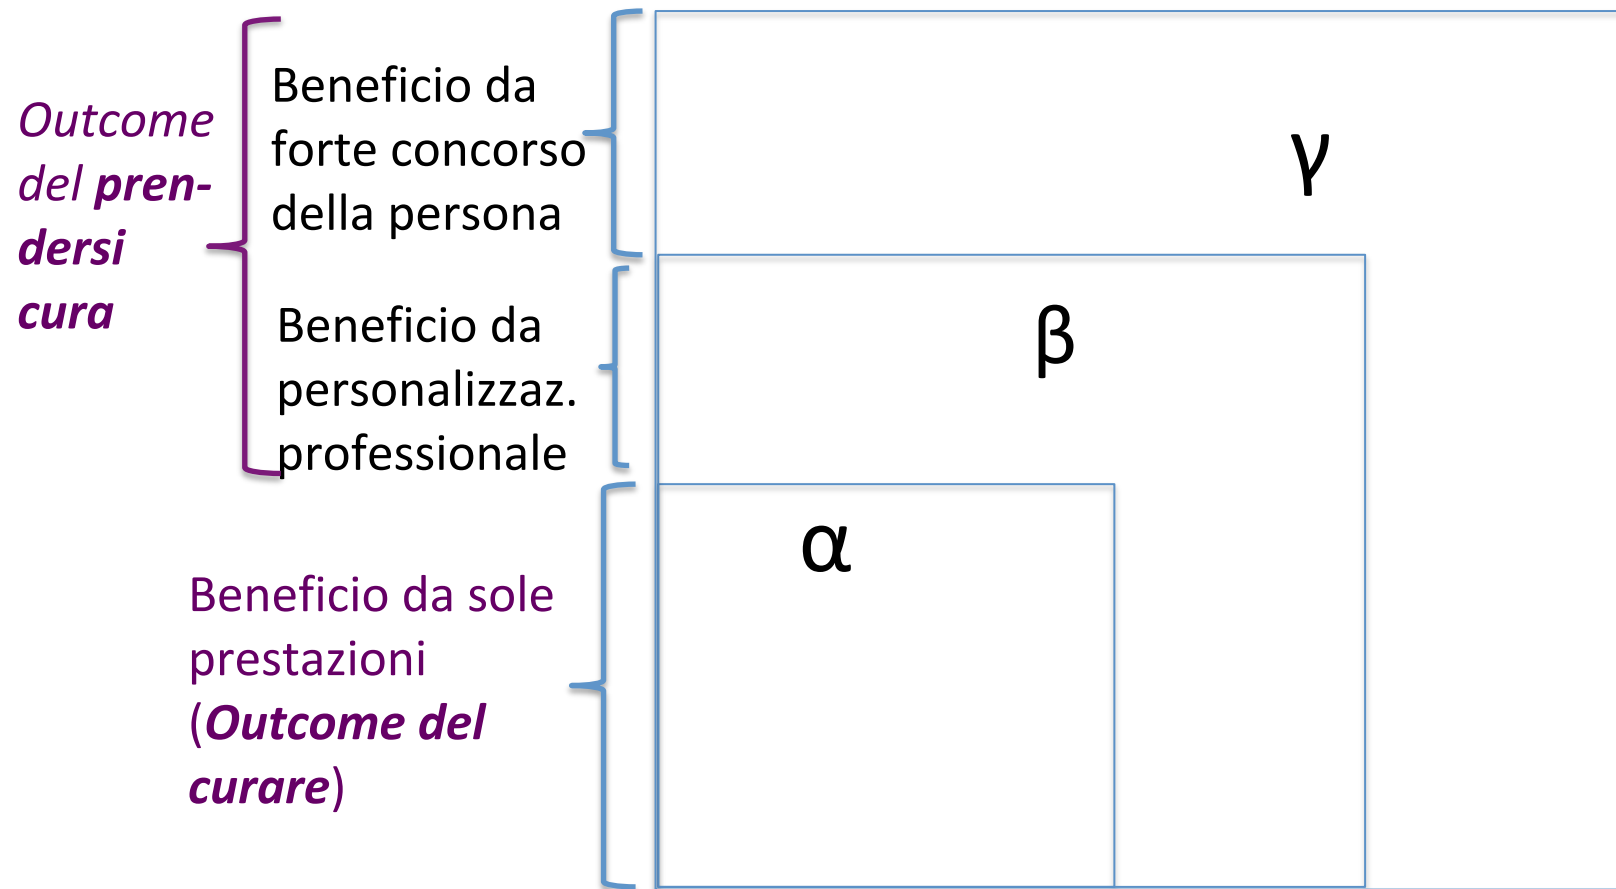 Outcome
del pren-
dersi
cura
Beneficio da
forte concorso
della persona
γ
Beneficio da
personalizzaz.
professionale
β
Beneficio da sole
prestazioni
(Outcome del
curare)
α